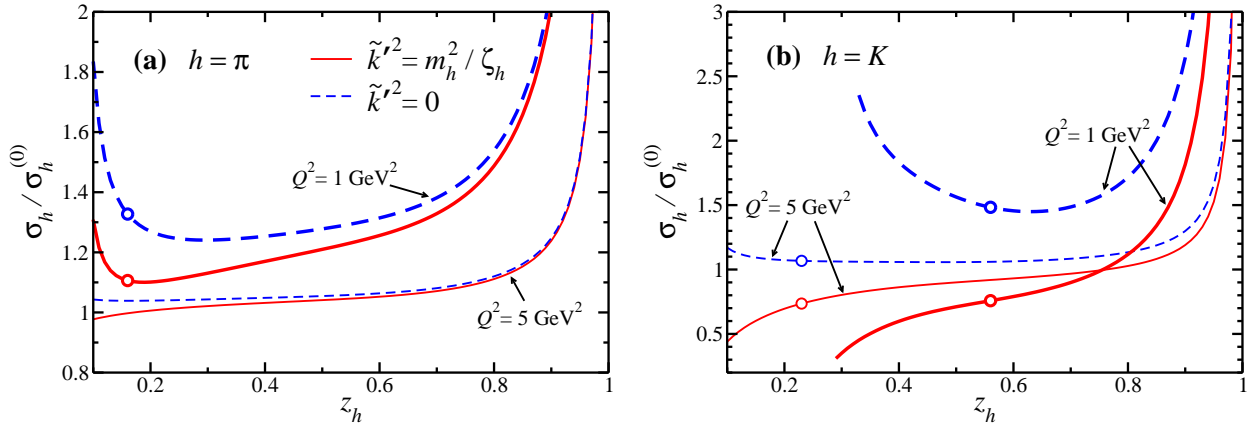 (a) h = π
k̃′² = m_h² / ζ_h
k̃′² = 0
Q² = 1 GeV²
Q² = 5 GeV²
σ_h / σ_h^(0)
2
1.8
1.6
1.4
1.2
1
0.8
0.2
0.4
0.6
0.8
1
z_h
(b) h = K
Q² = 1 GeV²
Q² = 5 GeV²
σ_h / σ_h^(0)
3
2.5
2
1.5
1
0.5
0.2
0.4
0.6
0.8
1
z_h